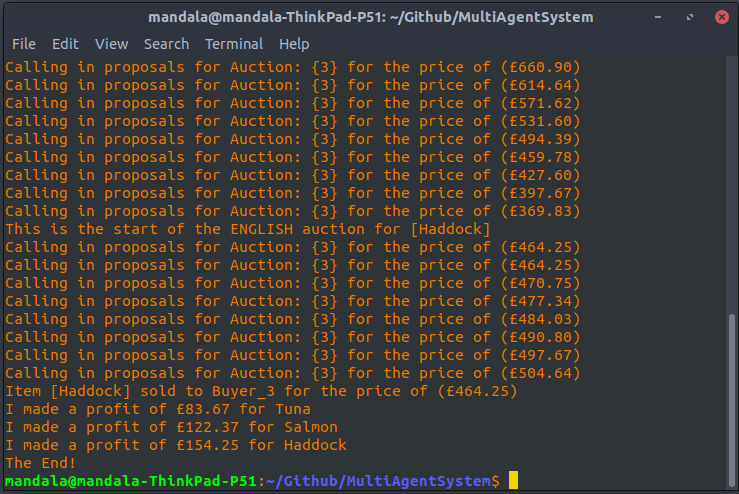 mandala@mandala-ThinkPad-P51: ~/Github/MultiAgentSystem
File Edit View Search Terminal Help
Calling in proposals for Auction: {3} for the price of (£660.90)
Calling in proposals for Auction: {3} for the price of (£614.64)
Calling in proposals for Auction: {3} for the price of (£571.62)
Calling in proposals for Auction: {3} for the price of (£531.60)
Calling in proposals for Auction: {3} for the price of (£494.39)
Calling in proposals for Auction: {3} for the price of (£459.78)
Calling in proposals for Auction: {3} for the price of (£427.60)
Calling in proposals for Auction: {3} for the price of (£397.67)
Calling in proposals for Auction: {3} for the price of (£369.83)
This is the start of the ENGLISH auction for [Haddock]
Calling in proposals for Auction: {3} for the price of (£464.25)
Calling in proposals for Auction: {3} for the price of (£464.25)
Calling in proposals for Auction: {3} for the price of (£470.75)
Calling in proposals for Auction: {3} for the price of (£477.34)
Calling in proposals for Auction: {3} for the price of (£484.03)
Calling in proposals for Auction: {3} for the price of (£490.80)
Calling in proposals for Auction: {3} for the price of (£497.67)
Calling in proposals for Auction: {3} for the price of (£504.64)
Item [Haddock] sold to Buyer_3 for the price of (£464.25)
I made a profit of £83.67 for Tuna
I made a profit of £122.37 for Salmon
I made a profit of £154.25 for Haddock
The End!
mandala@mandala-ThinkPad-P51:~/Github/MultiAgentSystem$